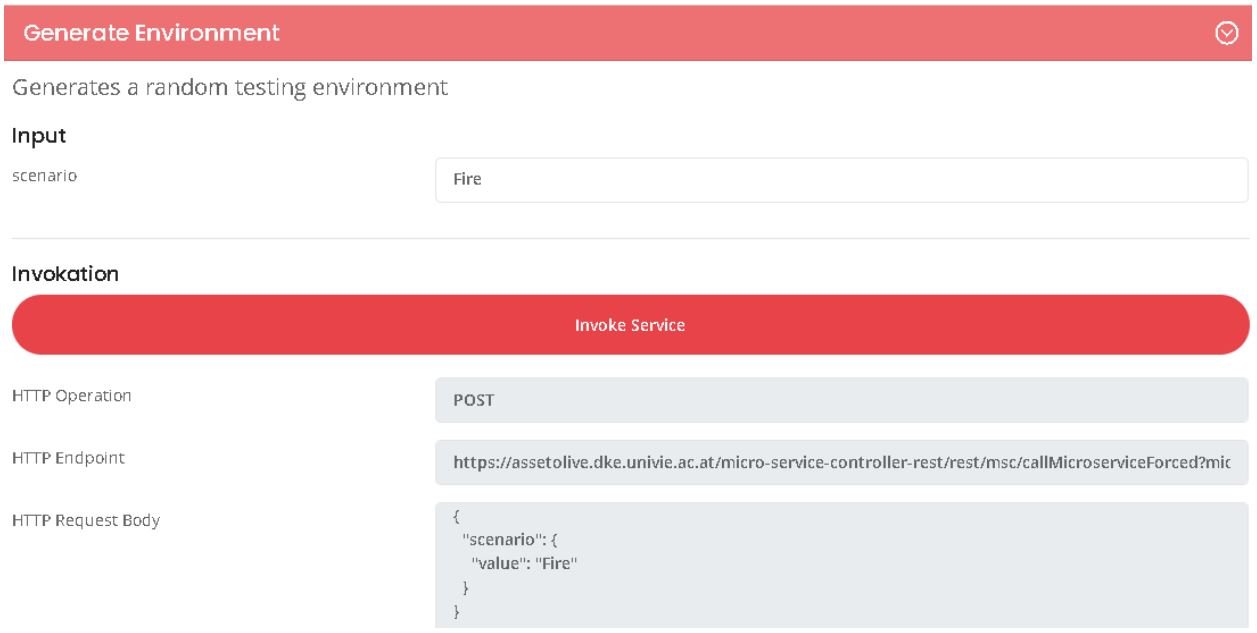 Generate Environment
Generates a random testing environment
Input
scenario
Fire
Invokation
Invoke Service
HTTP Operation
POST
HTTP Endpoint
https://assetolive.dke.univie.ac.at/micro-service-controller-rest/rest/msc/callMicroserviceForced?mic
HTTP Request Body
{
"scenario": {
"value": "Fire"
}
}